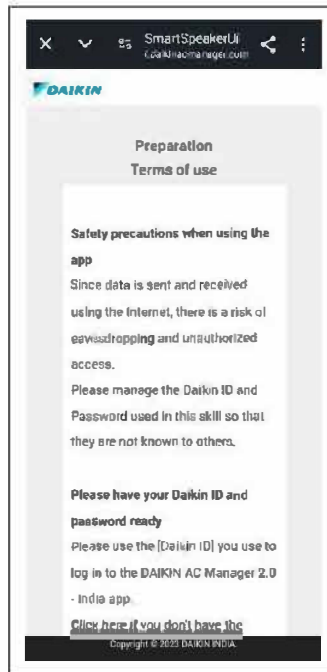 SmartSpeakerUi
DAIKIN
Preparation
Terms of use
Safety precautions when using the
app
Since data is sent and received
using the Internet, there is a risk of
eavesdropping and unauthorized
access.
Please manage the Daikin ID and
Password used in this skill so that
they are not known to others.
Please have your Daikin ID and
password ready
Please use the [Daikin ID] you use to
log in to the DAIKIN AC Manager 2.0
- India app.
Click here if you don't have the
Copyright © 2023 DAIKIN INDIA.